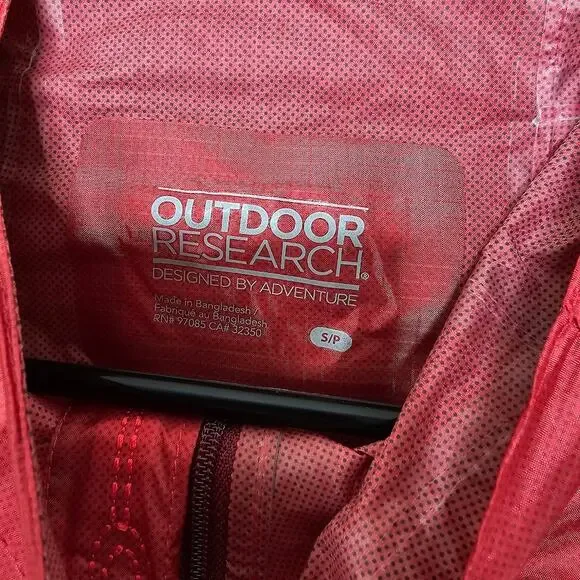 OUTDOOR
RESEARCH®
DESIGNED BY ADVENTURE
Made in Bangladesh /
Fabriqué au Bangladesh
RN# 97085 CA# 32350
S/P